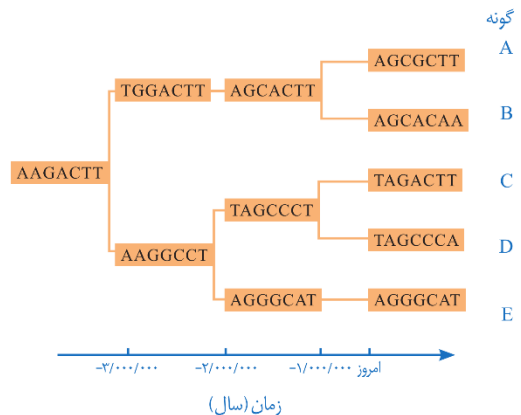 گونه
A
AGCGCTT
TGGACTT
AGCACTT
B
AGCACAA
AAGACTT
C
TAGACTT
TAGCCCT
D
TAGCCCA
AAGGCCT
E
AGGGCAT
AGGGCAT
-۳/۰۰۰/۰۰۰
-۲/۰۰۰/۰۰۰
-۱/۰۰۰/۰۰۰
امروز
زمان (سال)